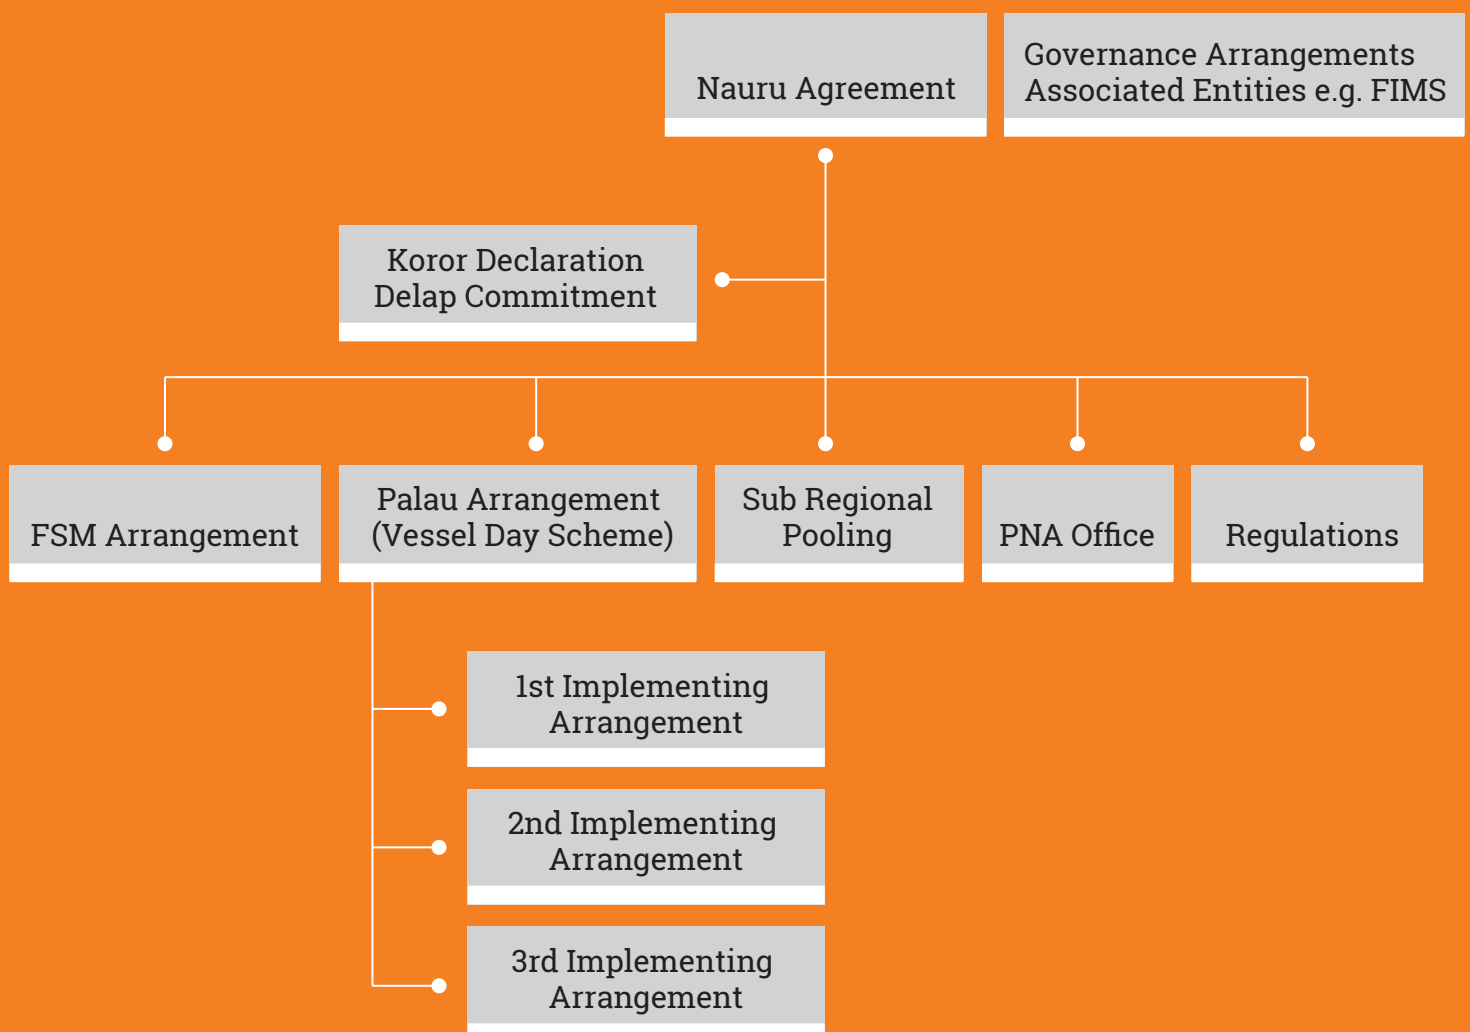 Nauru Agreement
Governance Arrangements
Associated Entities e.g. FIMS
Koror Declaration
Delap Commitment
FSM Arrangement
Palau Arrangement
(Vessel Day Scheme)
Sub Regional
Pooling
PNA Office
Regulations
1st Implementing
Arrangement
2nd Implementing
Arrangement
3rd Implementing
Arrangement